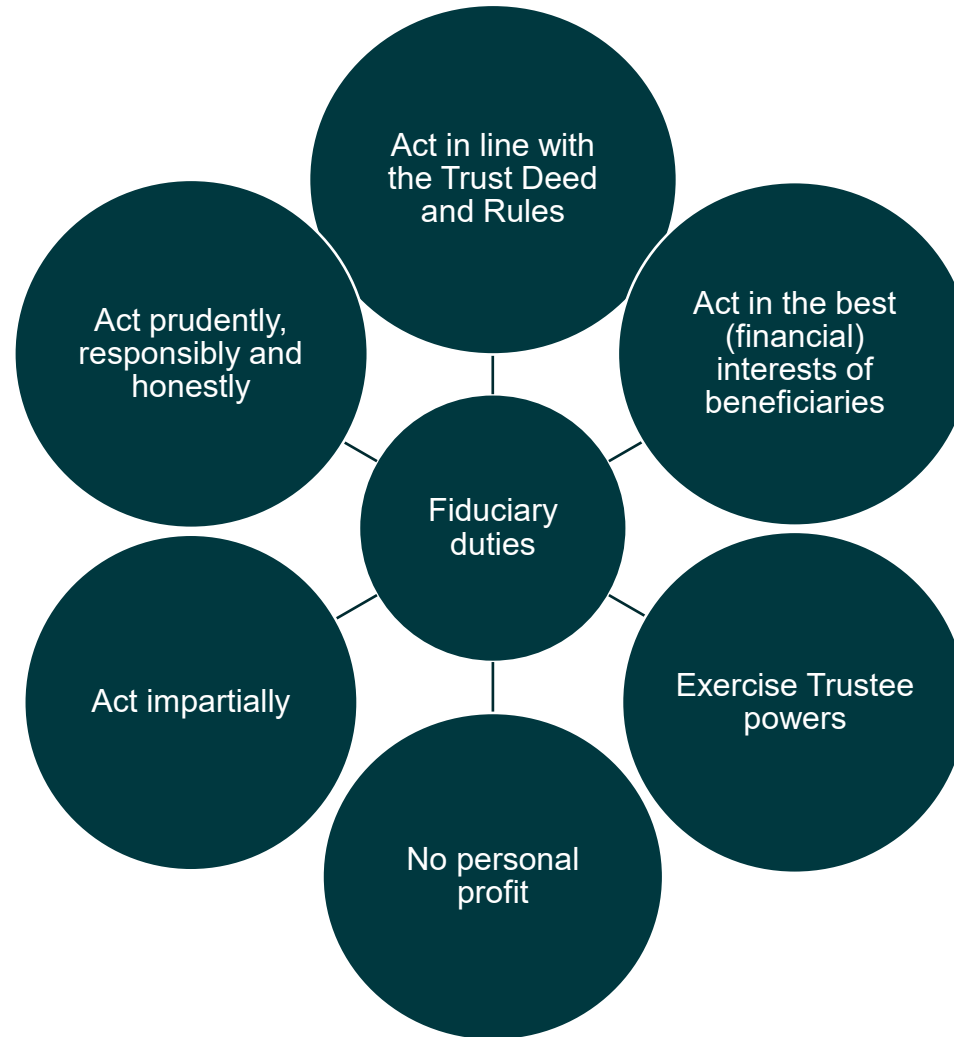 Act in line with
the Trust Deed
and Rules
Act in the best
(financial)
interests of
beneficiaries
Exercise Trustee
powers
No personal
profit
Act impartially
Act prudently,
responsibly and
honestly
Fiduciary
duties